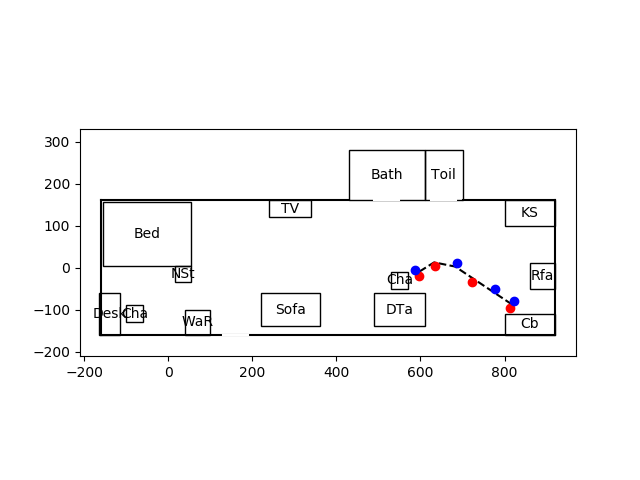 300
200
100
0
−100
−200
Bath
Toil
TV
KS
Bed
NSt
Cha
Rfa
Desk
Cha
WaR
Sofa
DTa
Cb
−200
0
200
400
600
800